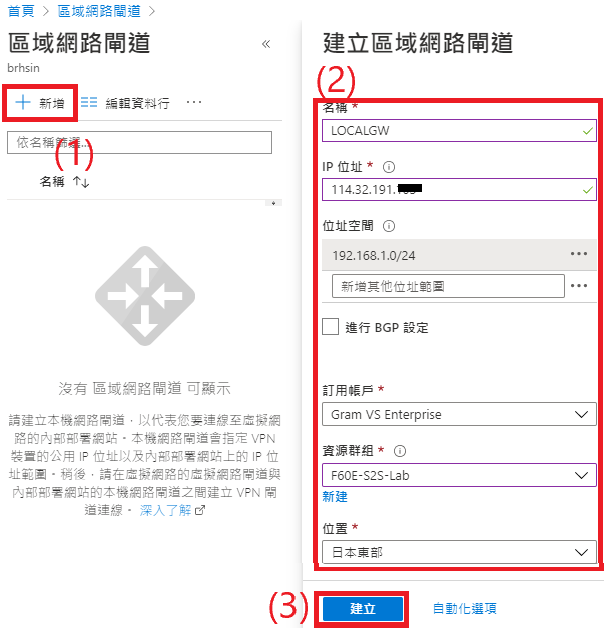 首頁 > 區域網路閘道 >
區域網路閘道 «
brhsin
(1)
+ 新增 編輯資料行 ···
依名稱篩選...
名稱 ↑↓
沒有 區域網路閘道 可顯示
請建立本機網路閘道，以代表您要連線至虛擬網
路的內部部署網站。本機網路閘道會指定 VPN
裝置的公用 IP 位址以及內部部署網站上的 IP 位
址範圍。稍後，請在虛擬網路的虛擬網路閘道與
內部部署網站的本機網路閘道之間建立 VPN 閘
道連線。 深入了解
建立區域網路閘道
(2)
名稱 *
LOCALGW
IP 位址 *
114.32.191.
位址空間
192.168.1.0/24 ···
新增其他位址範圍 ···
進行 BGP 設定
訂用帳戶 *
Gram VS Enterprise
資源群組 *
F60E-S2S-Lab
新建
位置 *
日本東部
(3)
建立 自動化選項